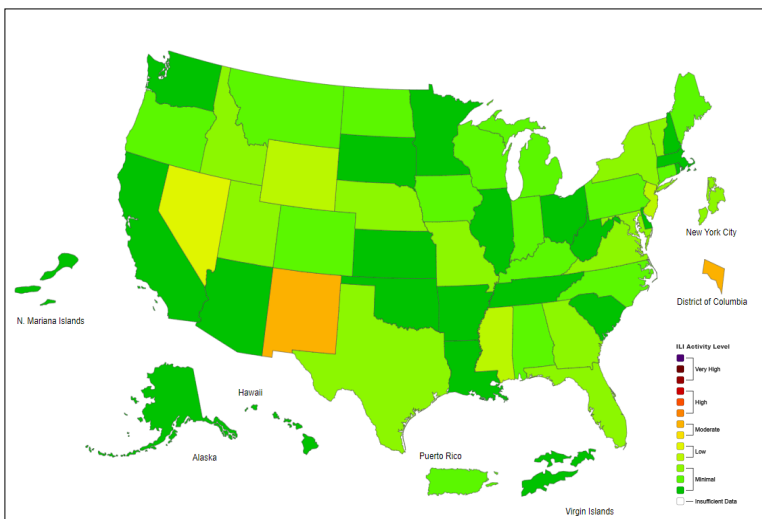 New York City
District of Columbia
N. Mariana Islands
Hawaii
Alaska
Puerto Rico
Virgin Islands
ILI Activity Level
Very High
High
Moderate
Low
Minimal
Insufficient Data